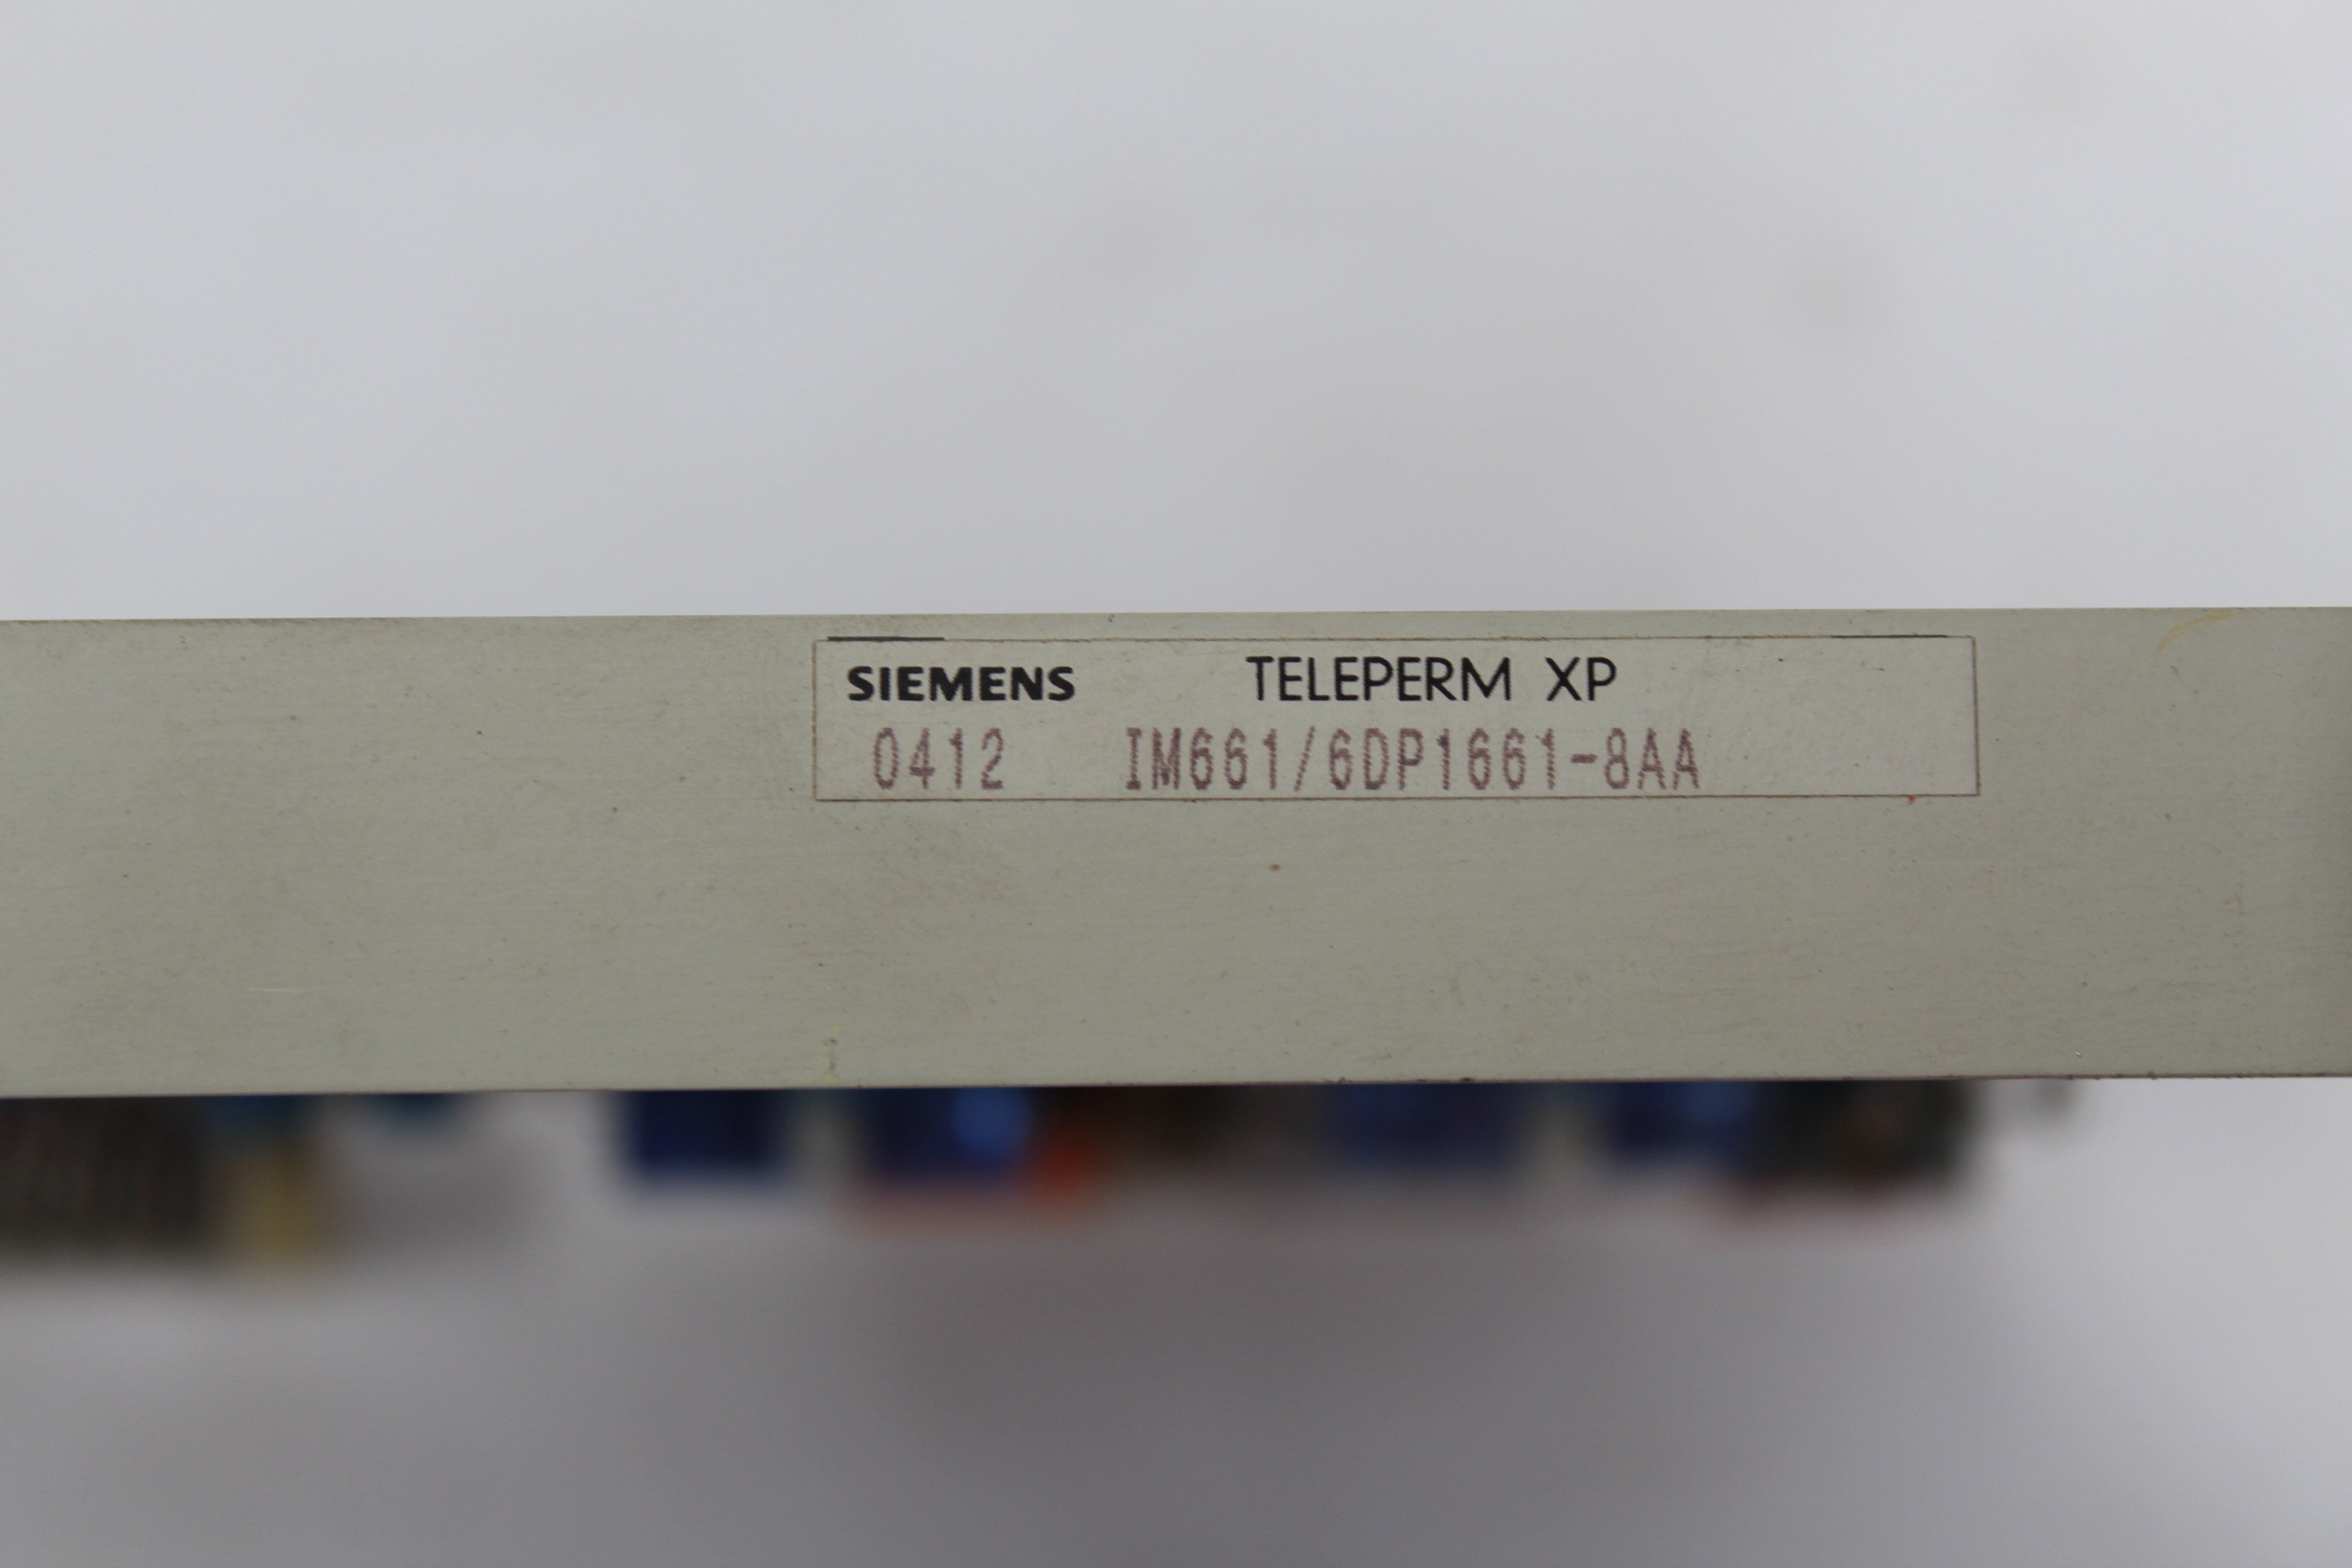 SIEMENS TELEPERM XP
0412 IM661/6DP1661-8AA